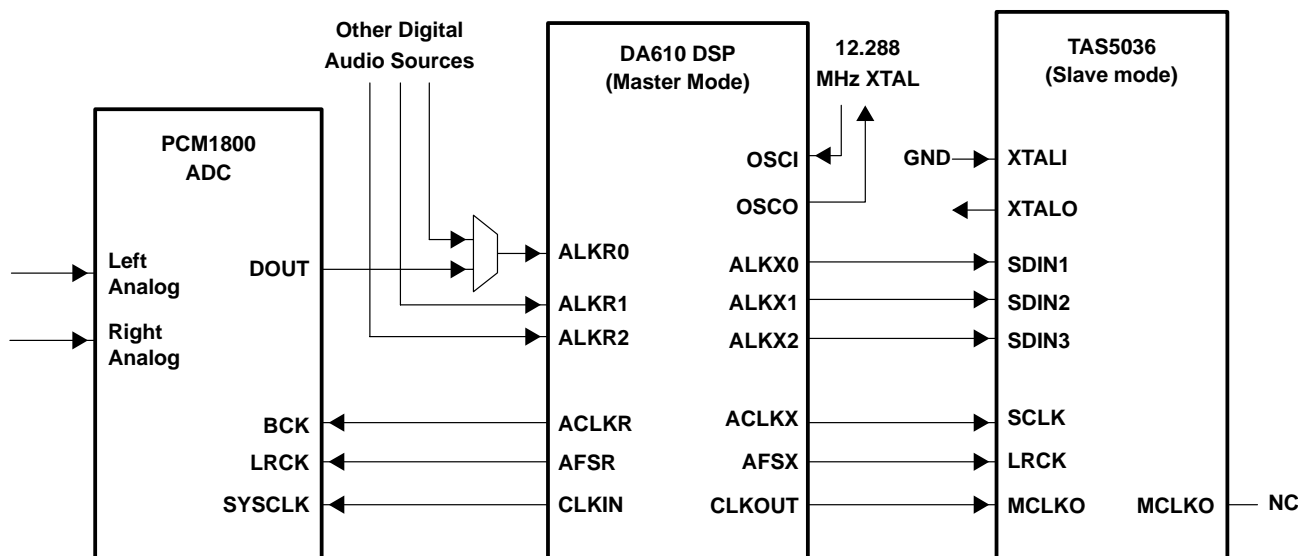 Other Digital
Audio Sources
PCM1800
ADC
Left
Analog
Right
Analog
DOUT
BCK
LRCK
SYSCLK
DA610 DSP
(Master Mode)
ALKR0
ALKR1
ALKR2
ACLKR
AFSR
CLKIN
OSCI
OSCO
ALKX0
ALKX1
ALKX2
ACLKX
AFSX
CLKOUT
12.288
MHz XTAL
TAS5036
(Slave mode)
GND
XTALI
XTALO
SDIN1
SDIN2
SDIN3
SCLK
LRCK
MCLKO
MCLKO
NC